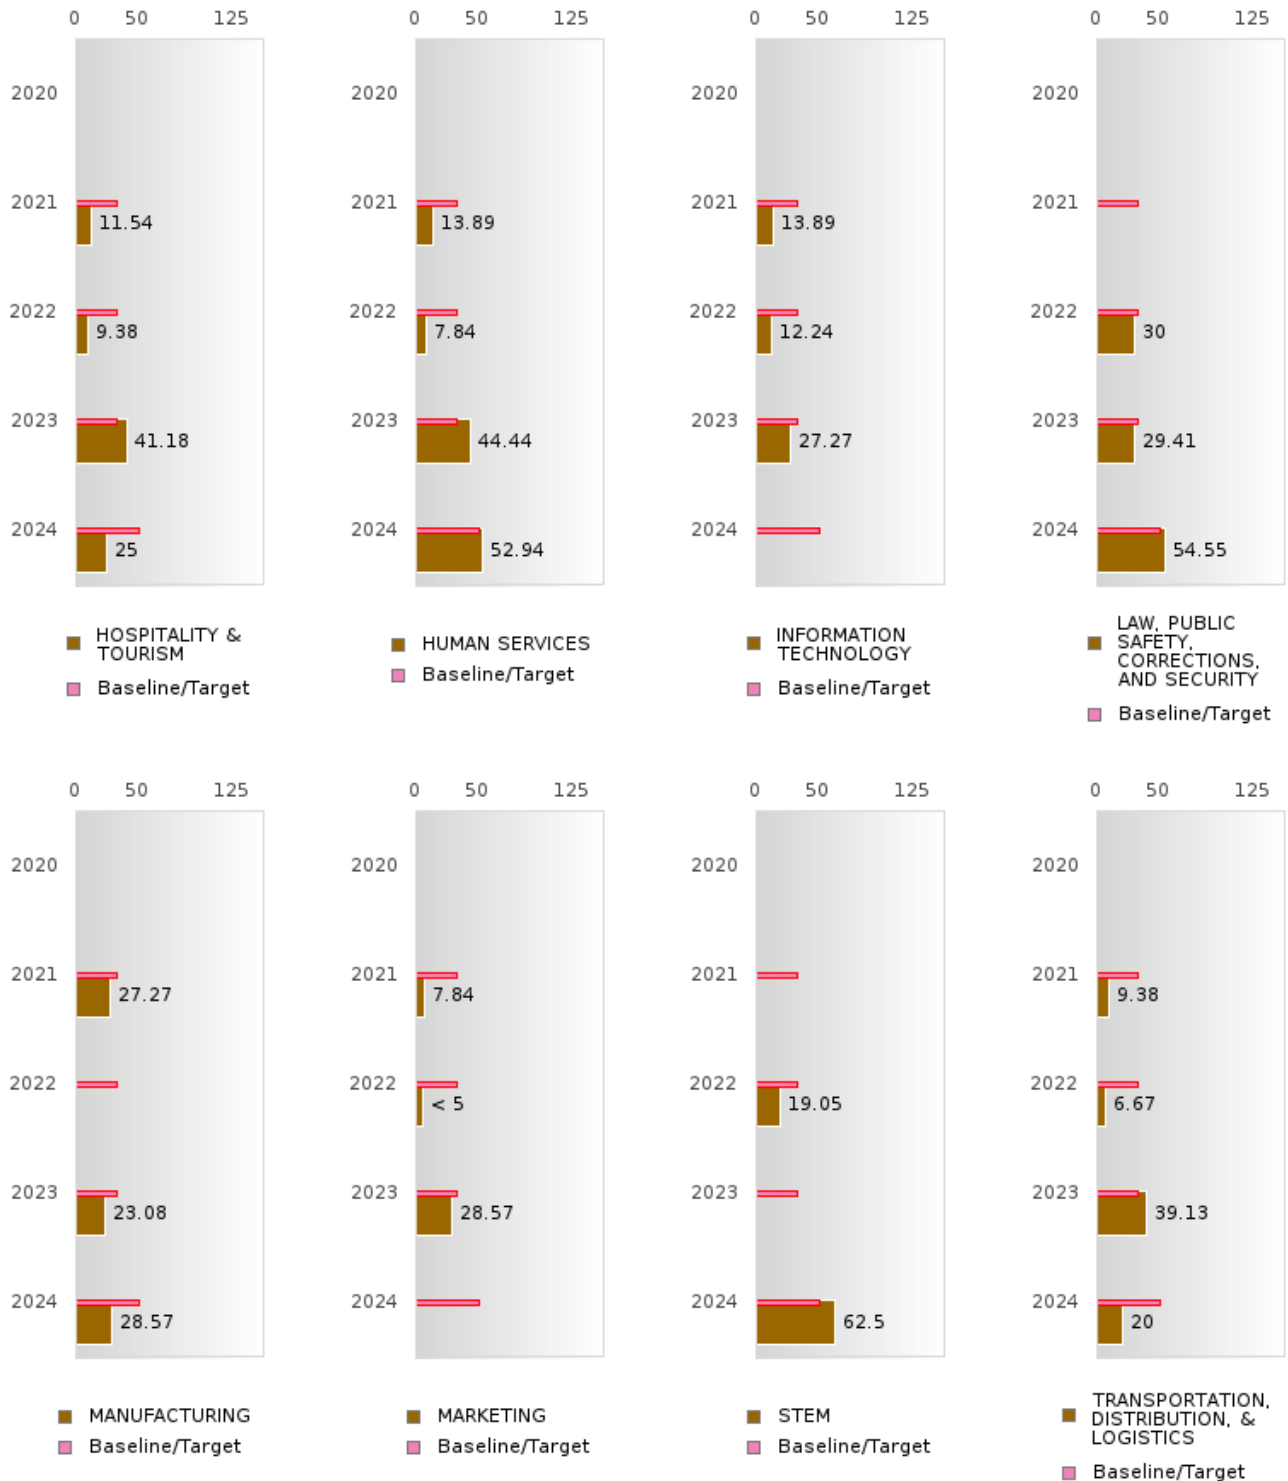 0 50 125
2020
2021
11.54
2022
9.38
2023
41.18
2024
25
HOSPITALITY &
TOURISM
Baseline/Target
0 50 125
2020
2021
13.89
2022
7.84
2023
44.44
2024
52.94
HUMAN SERVICES
Baseline/Target
0 50 125
2020
2021
13.89
2022
12.24
2023
27.27
2024
INFORMATION
TECHNOLOGY
Baseline/Target
0 50 125
2020
2021
2022
30
2023
29.41
2024
54.55
LAW, PUBLIC
SAFETY,
CORRECTIONS,
AND SECURITY
Baseline/Target
0 50 125
2020
2021
27.27
2022
2023
23.08
2024
28.57
MANUFACTURING
Baseline/Target
0 50 125
2020
2021
7.84
2022
< 5
2023
28.57
2024
MARKETING
Baseline/Target
0 50 125
2020
2021
2022
19.05
2023
2024
62.5
STEM
Baseline/Target
0 50 125
2020
2021
9.38
2022
6.67
2023
39.13
2024
20
TRANSPORTATION,
DISTRIBUTION, &
LOGISTICS
Baseline/Target